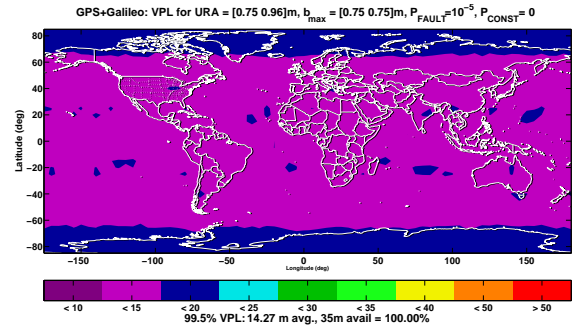 GPS+Galileo: VPL for URA = [0.75 0.96]m, b_max = [0.75 0.75]m, P_FAULT=10^-5, P_CONST= 0
80
60
40
20
0
−20
−40
−60
−80
Latitude (deg)
−150 −100 −50 0 50 100 150
Longitude (deg)
< 10 < 15 < 20 < 30 < 35 < 40 < 50 > 50
99.5% VPL: 14.27 m avg., 35m avail = 100.00%